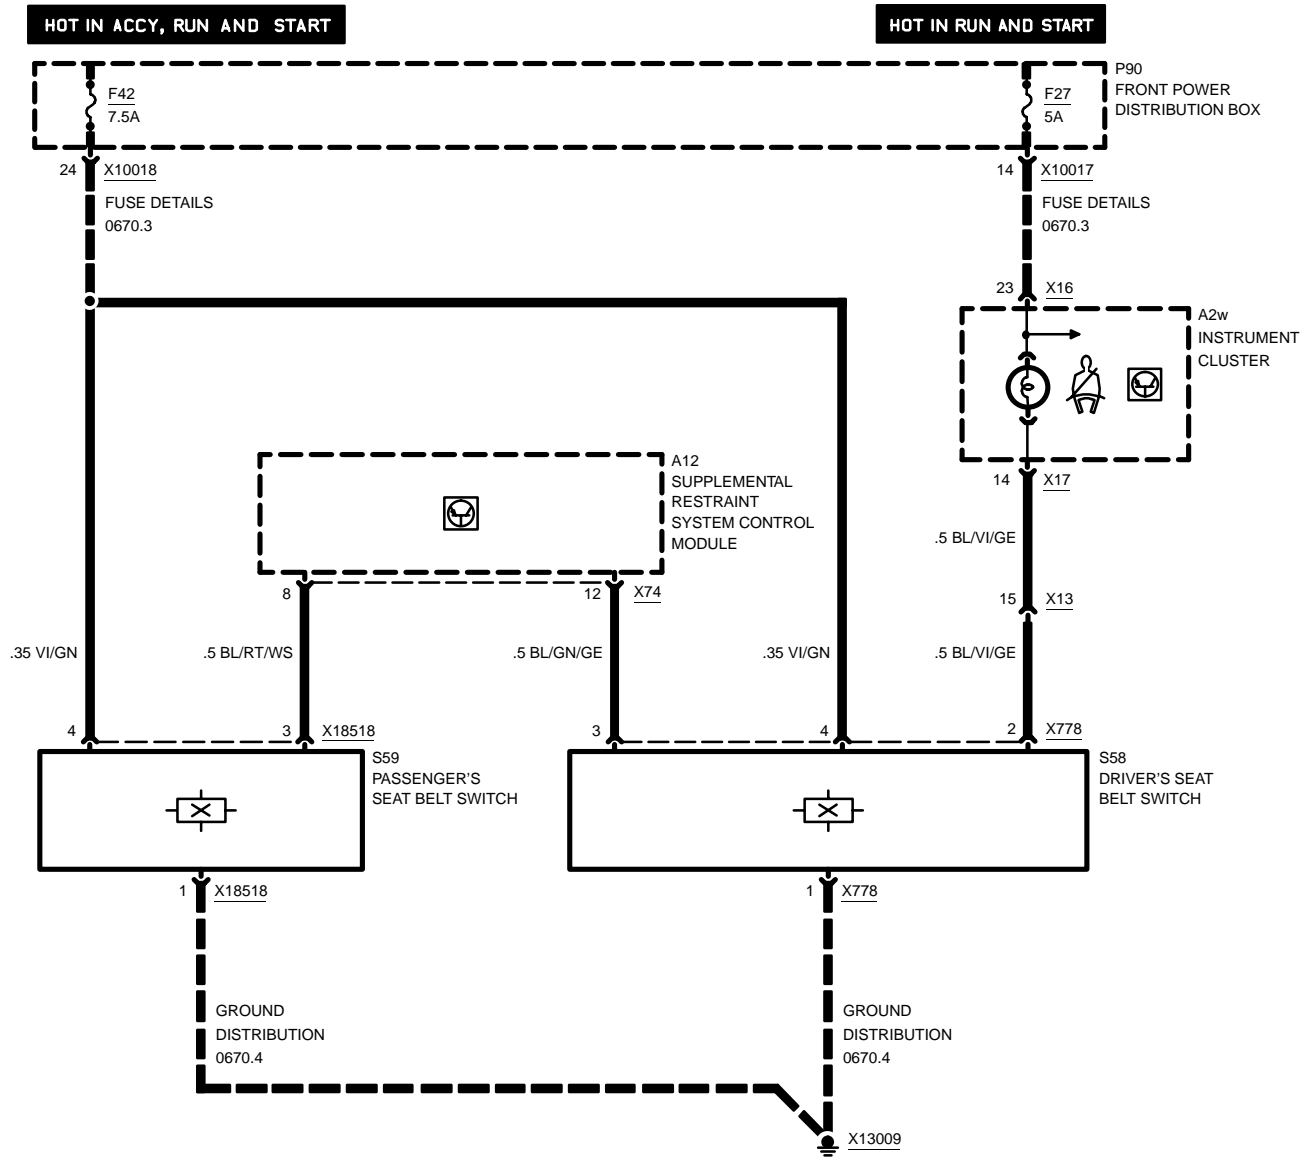 HOT IN ACCY, RUN AND START
HOT IN RUN AND START
P90
FRONT POWER
DISTRIBUTION BOX
F42
7.5A
F27
5A
24
X10018
14
X10017
FUSE DETAILS
0670.3
FUSE DETAILS
0670.3
23
X16
A2w
INSTRUMENT
CLUSTER
A12
SUPPLEMENTAL
RESTRAINT
SYSTEM CONTROL
MODULE
14
X17
.5 BL/VI/GE
8
12
X74
15
X13
.35 VI/GN
.5 BL/RT/WS
.5 BL/GN/GE
.35 VI/GN
.5 BL/VI/GE
4
3
X18518
3
4
2
X778
S59
PASSENGER'S
SEAT BELT SWITCH
S58
DRIVER'S SEAT
BELT SWITCH
1
X18518
1
X778
GROUND
DISTRIBUTION
0670.4
GROUND
DISTRIBUTION
0670.4
X13009